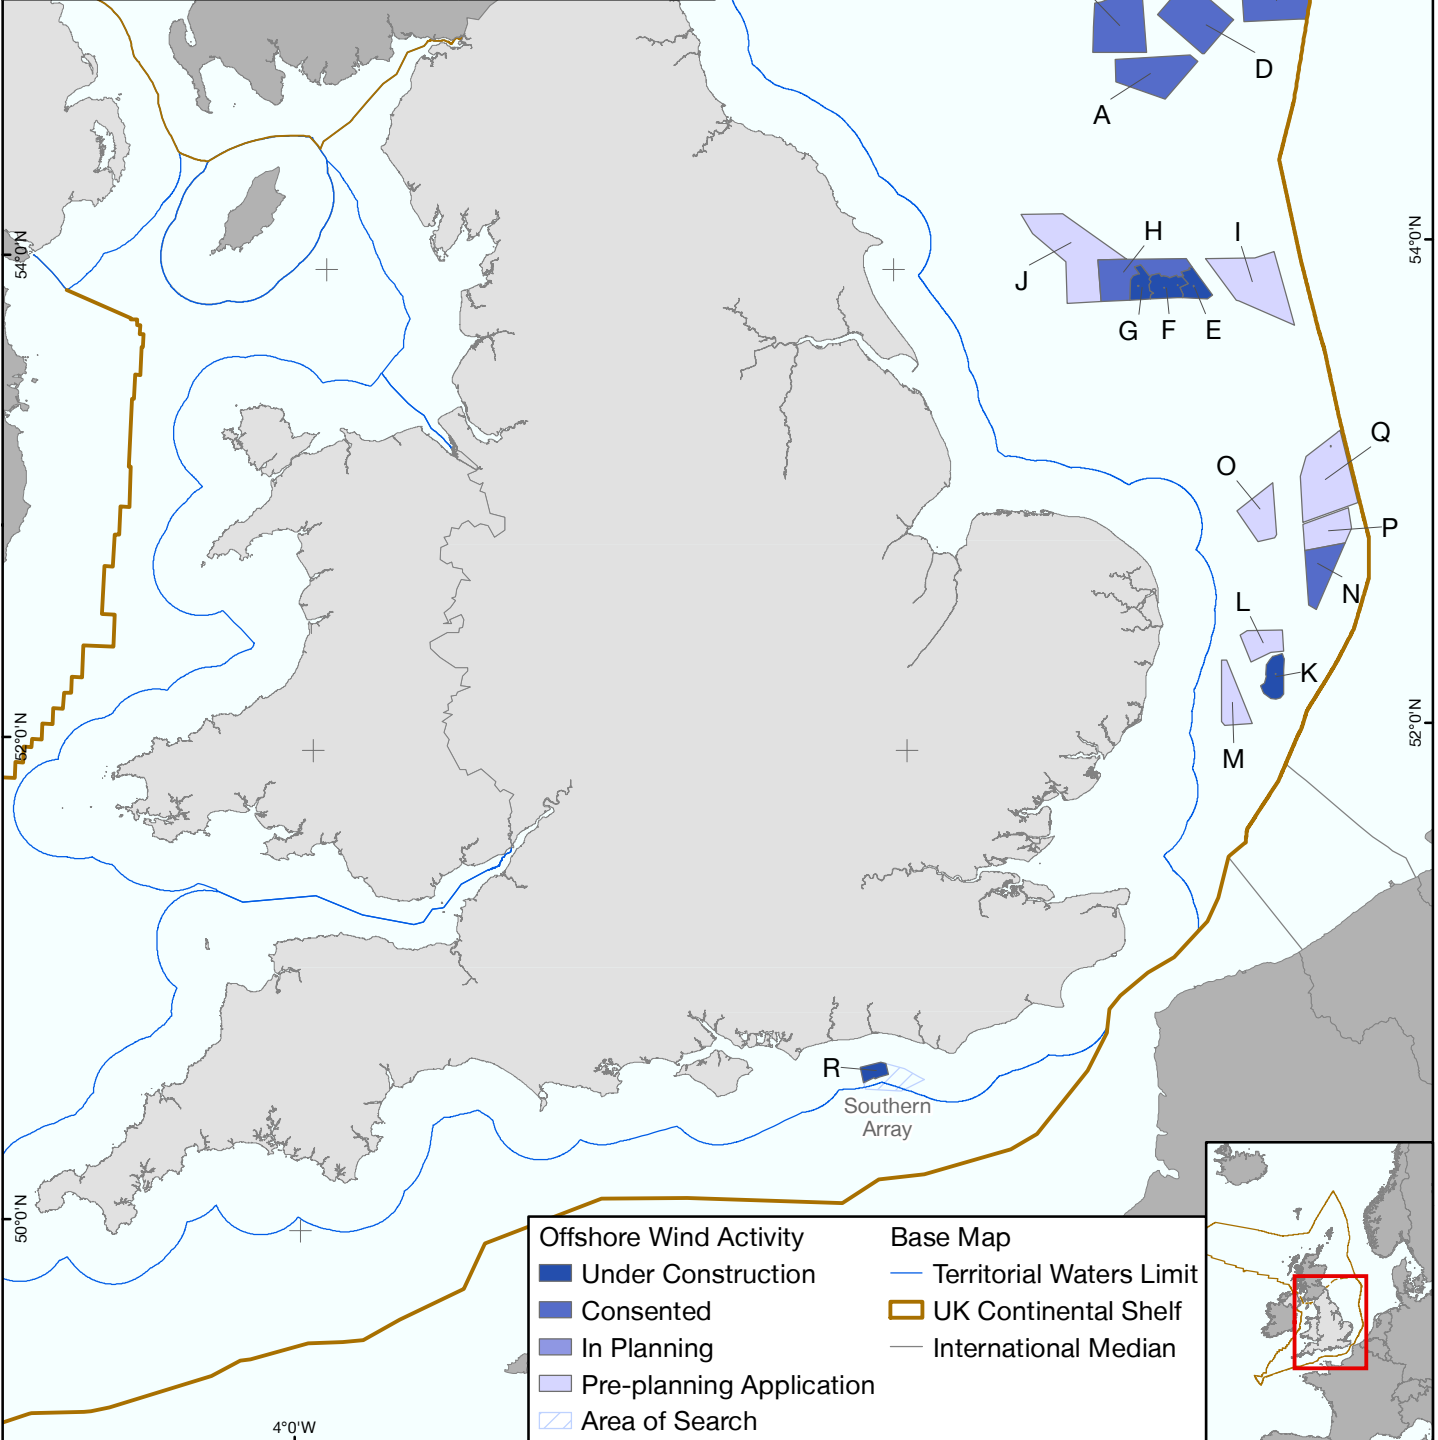 D
A
H
I
J
G
F
E
54°0'N
54°0'N
Q
O
P
N
L
K
M
52°0'N
52°0'N
R
Southern
Array
50°0'N
4°0'W
Offshore Wind Activity
Under Construction
Consented
In Planning
Pre-planning Application
Area of Search
Base Map
Territorial Waters Limit
UK Continental Shelf
International Median